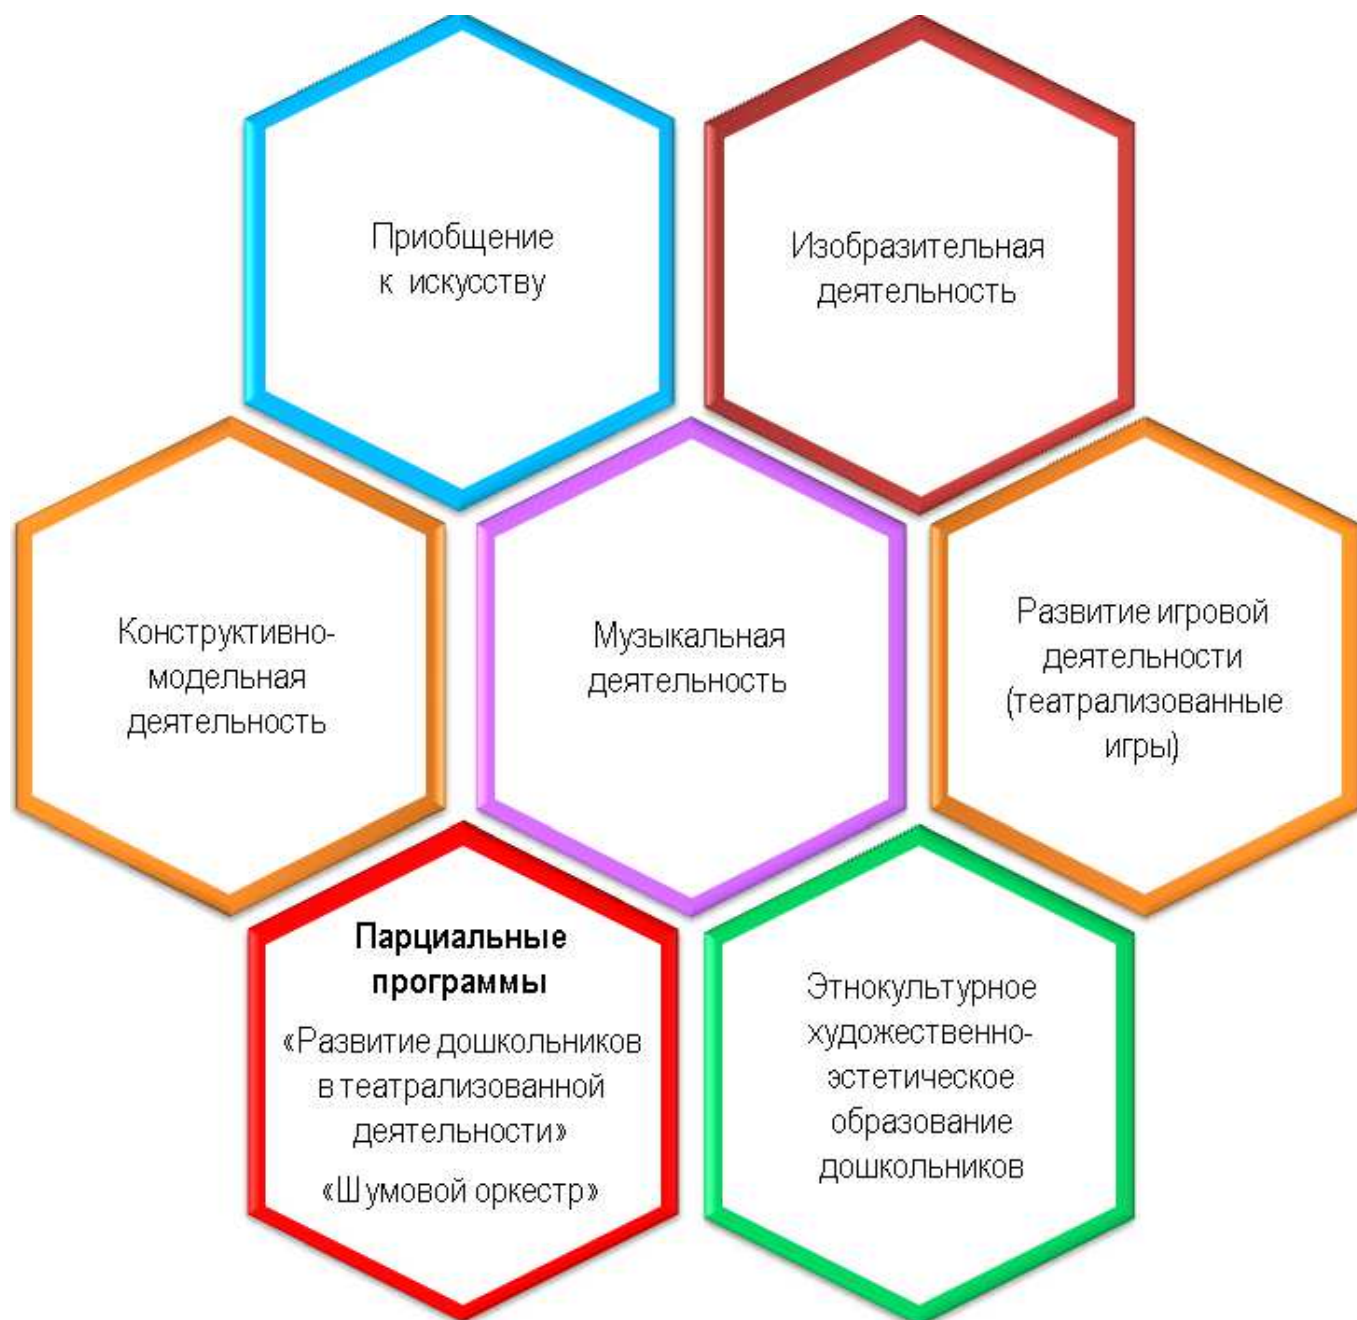 Приобщение
к искусству
Изобразительная
деятельность
Конструктивно-
модельная
деятельность
Музыкальная
деятельность
Развитие игровой
деятельности
(театрализованные
игры)
Парциальные
программы
«Развитие дошкольников
в театрализованной
деятельности»
«Шумовой оркестр»
Этнокультурное
художественно-
эстетическое
образование
дошкольников